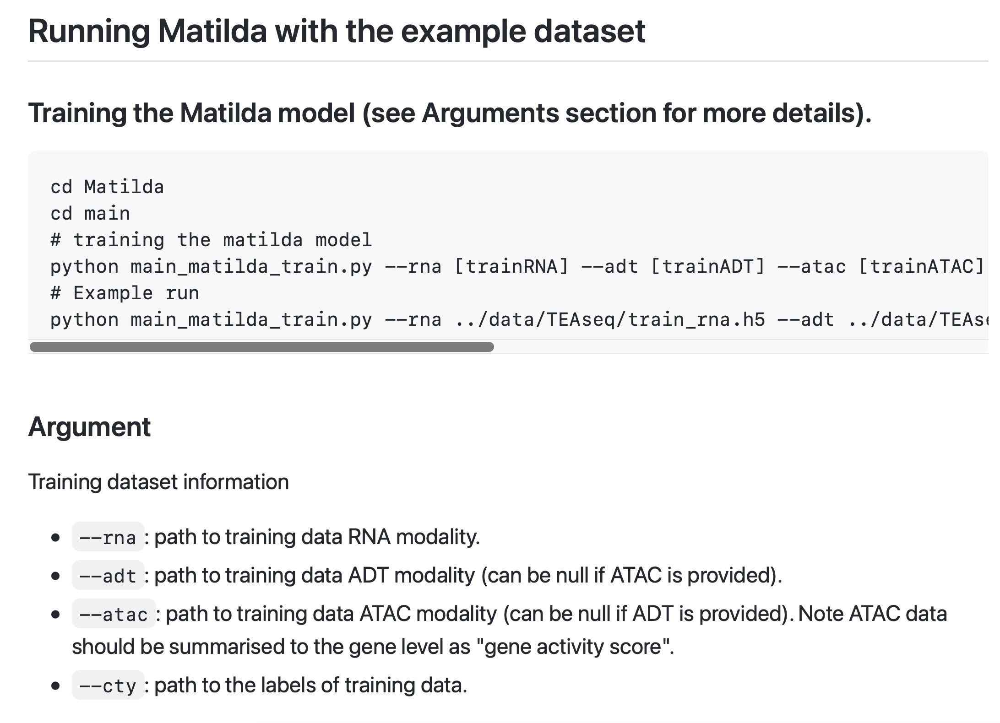 Running Matilda with the example dataset
Training the Matilda model (see Arguments section for more details).
cd Matilda
cd main
# training the matilda model
python main_matilda_train.py --rna [trainRNA] --adt [trainADT] --atac [trainATAC]
# Example run
python main_matilda_train.py --rna ../data/TEAseq/train_rna.h5 --adt ../data/TEAse
Argument
Training dataset information
• --rna : path to training data RNA modality.
• --adt : path to training data ADT modality (can be null if ATAC is provided).
• --atac : path to training data ATAC modality (can be null if ADT is provided). Note ATAC data
should be summarised to the gene level as "gene activity score".
• --cty : path to the labels of training data.